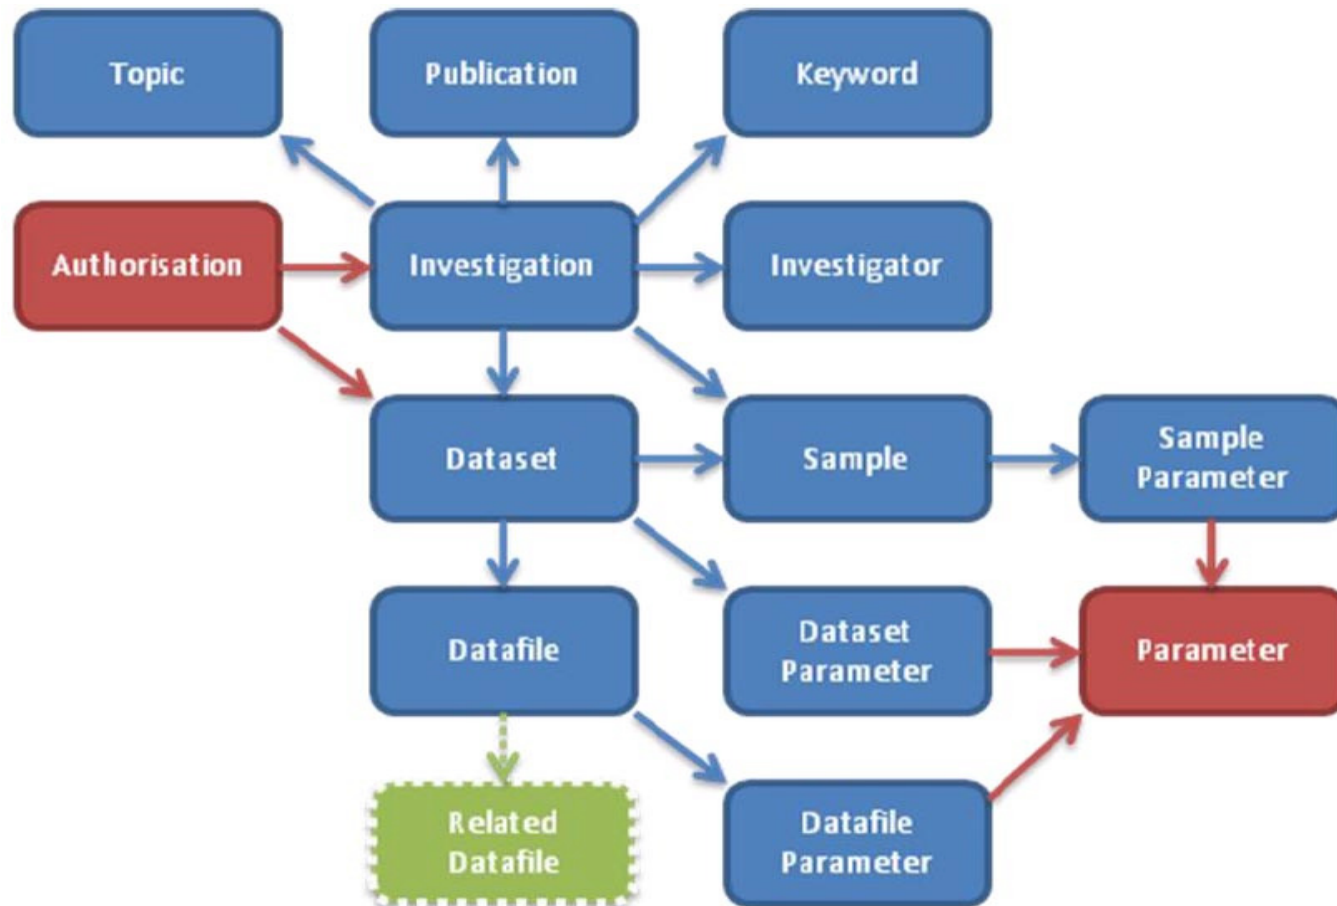 Topic
Publication
Keyword
Authorisation
Investigation
Investigator
Dataset
Sample
Sample
Parameter
Datafile
Dataset
Parameter
Parameter
Related
Datafile
Datafile
Parameter